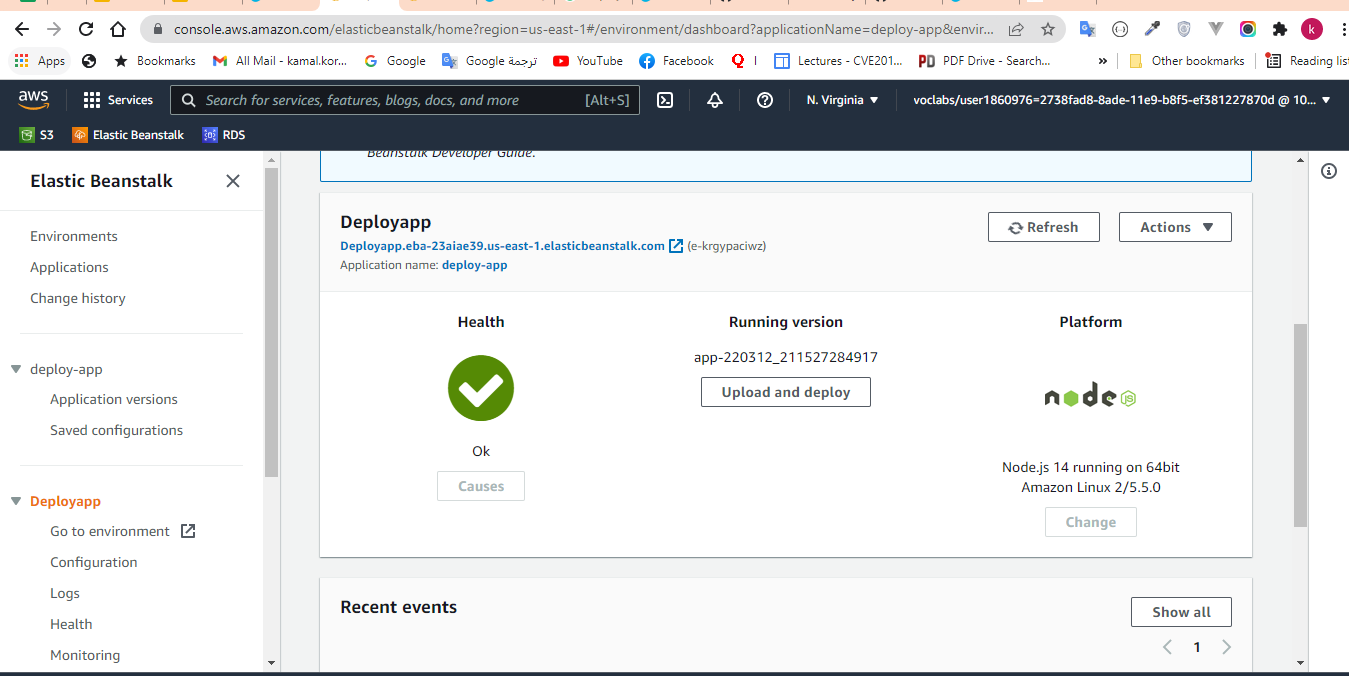 console.aws.amazon.com/elasticbeanstalk/home?region=us-east-1#/environment/dashboard?applicationName=deploy-app&envir...
k
Apps
Bookmarks
All Mail - kamal.kor...
Google
Google ترجمة
YouTube
Facebook
Lectures - CVE201...
PDF Drive - Search...
»
Other bookmarks
Reading list
aws
Services
Search for services, features, blogs, docs, and more
[Alt+S]
N. Virginia
voclabs/user1860976=2738fad8-8ade-11e9-b8f5-ef381227870d @ 10...
S3
Elastic Beanstalk
RDS
Elastic Beanstalk
Environments
Applications
Change history
deploy-app
Application versions
Saved configurations
Deployapp
Go to environment
Configuration
Logs
Health
Monitoring
Beanstalk Developer Guide.
Deployapp
Deployapp.eba-23aiae39.us-east-1.elasticbeanstalk.com (e-krgypaciwz)
Application name: deploy-app
Refresh
Actions
Health
Ok
Causes
Running version
app-220312_211527284917
Upload and deploy
Platform
node JS
Node.js 14 running on 64bit
Amazon Linux 2/5.5.0
Change
Recent events
Show all
1